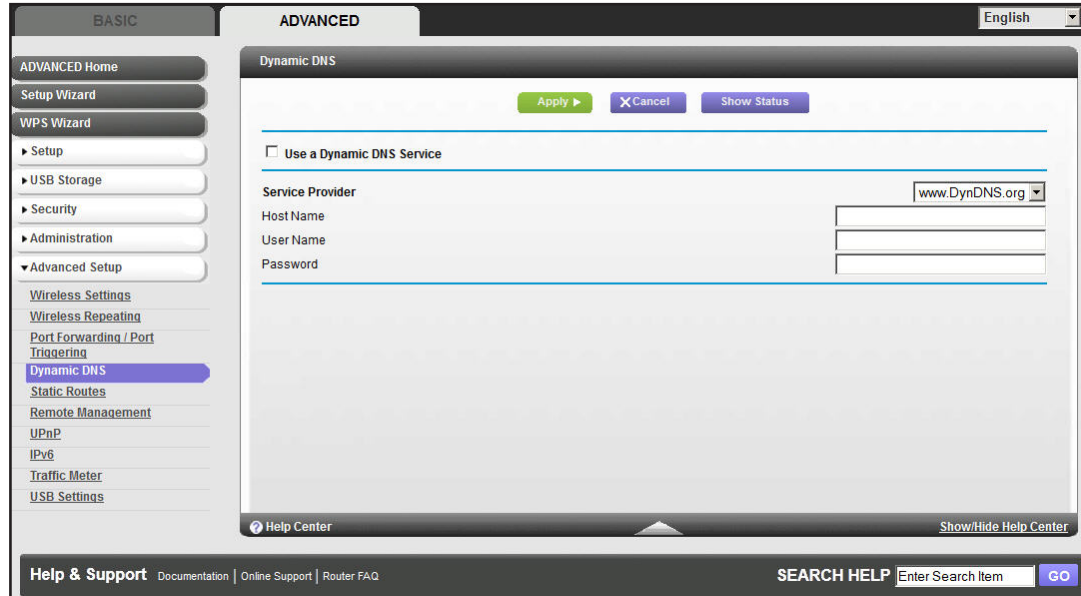 BASIC
ADVANCED
English
ADVANCED Home
Setup Wizard
WPS Wizard
Setup
USB Storage
Security
Administration
Advanced Setup
Wireless Settings
Wireless Repeating
Port Forwarding / Port
Triggering
Dynamic DNS
Static Routes
Remote Management
UPnP
IPv6
Traffic Meter
USB Settings
Dynamic DNS
Apply
Cancel
Show Status
Use a Dynamic DNS Service
Service Provider
www.DynDNS.org
Host Name
User Name
Password
Help Center
Show/Hide Help Center
Help & Support Documentation | Online Support | Router FAQ
SEARCH HELP Enter Search Item GO